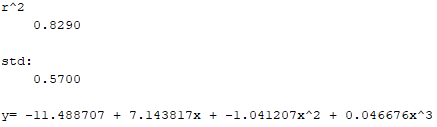 r^2
0.8290
std:
0.5700
y= -11.488707 + 7.143817x + -1.041207x^2 + 0.046676x^3